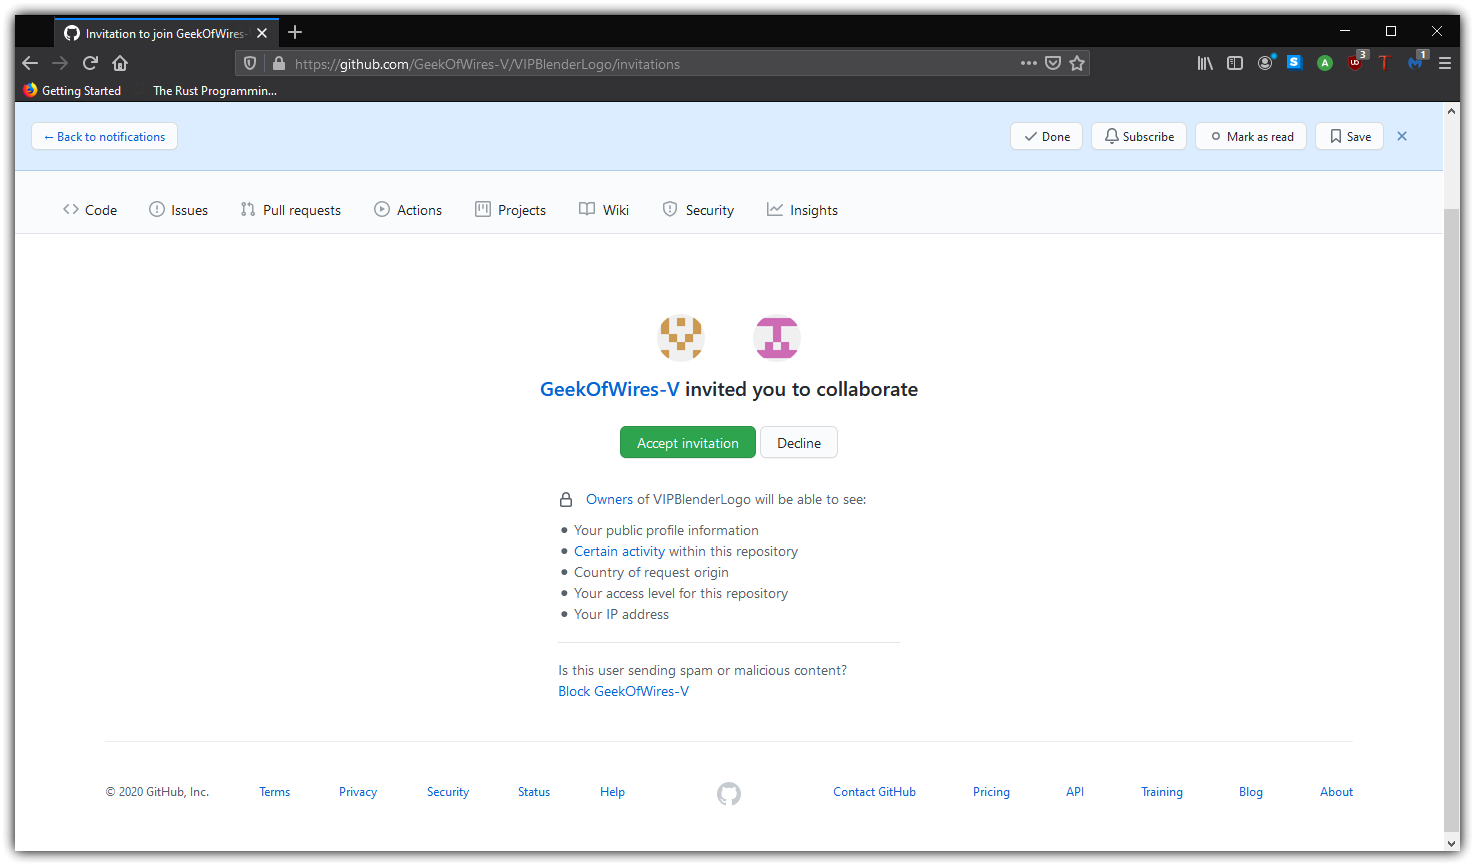 Invitation to join GeekOfWires-
https://github.com/GeekOfWires-V/VIPBlenderLogo/invitations
S A UD 3 T 1
Getting Started The Rust Programmin...
← Back to notifications Done Subscribe Mark as read Save
Code Issues Pull requests Actions Projects Wiki Security Insights
GeekOfWires-V invited you to collaborate
Accept invitation Decline
Owners of VIPBlenderLogo will be able to see:
• Your public profile information
• Certain activity within this repository
• Country of request origin
• Your access level for this repository
• Your IP address
Is this user sending spam or malicious content?
Block GeekOfWires-V
© 2020 GitHub, Inc. Terms Privacy Security Status Help Contact GitHub Pricing API Training Blog About